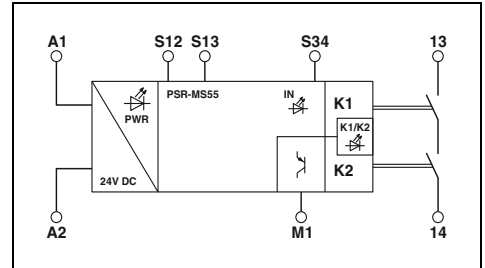 A1 S12 S13 S34 13
PSR-MS55 IN K1
PWR K1/K2
24V DC K2
A2 M1 14